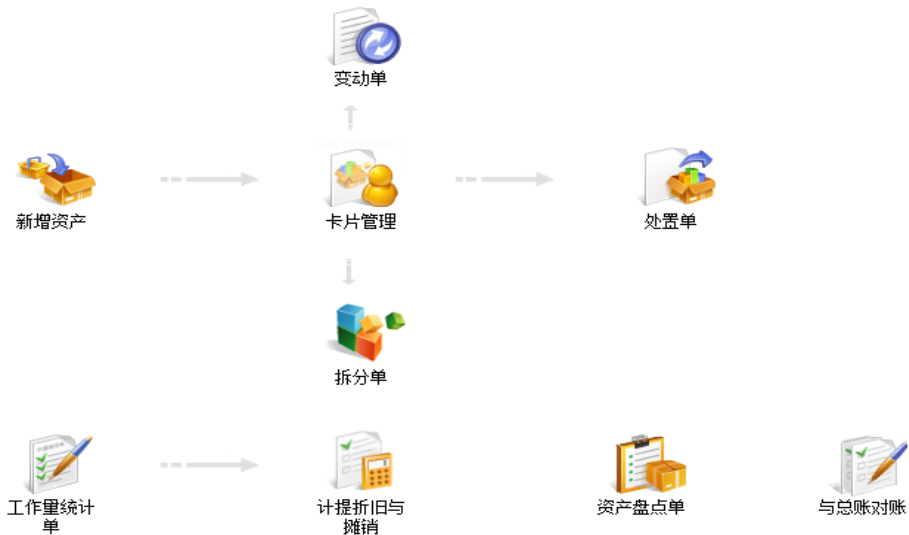 变动单
新增资产
卡片管理
处置单
拆分单
工作量统计
单
计提折旧与
摊销
资产盘点单
与总账对账